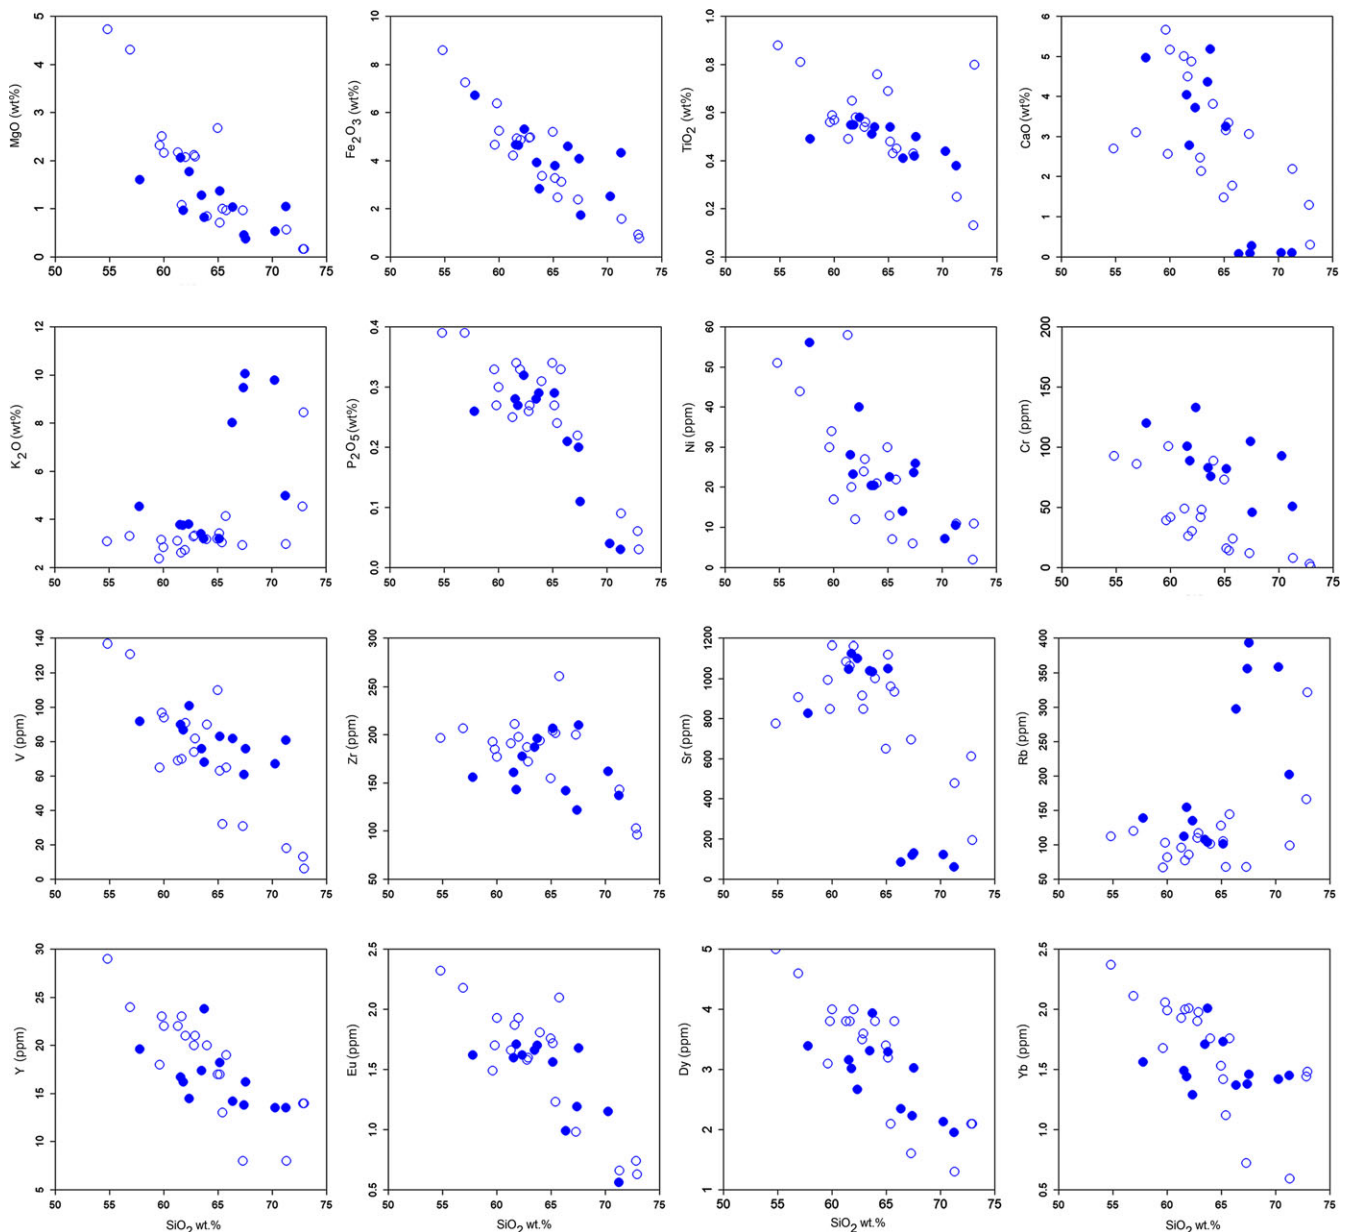 5 10 1.0 6
4 8 0.8 5
3 6 0.6 4
2 4 0.4 3
1 2 0.2 2
0 0 0.0 1
0
MgO (wt%) Fe2O3 (wt%) TiO2 (wt%) CaO (wt%)
50 55 60 65 70 75 50 55 60 65 70 75 50 55 60 65 70 75 50 55 60 65 70 75
12 0.4 60 200
10 0.3 50 150
8 0.2 40 100
6 0.1 30 50
4 0.0 20 0
2 10
0
K2O (wt%) P2O5 (wt%) Ni (ppm) Cr (ppm)
50 55 60 65 70 75 50 55 60 65 70 75 50 55 60 65 70 75 50 55 60 65 70 75
140 300 1200 400
120 250 1000 350
100 200 800 300
80 150 600 250
60 100 400 200
40 50 200 150
20 0 100
0 50
V (ppm) Zr (ppm) Sr (ppm) Rb (ppm)
50 55 60 65 70 75 50 55 60 65 70 75 50 55 60 65 70 75 50 55 60 65 70 75
30 2.5 5 2.5
25 2.0 4 2.0
20 1.5 3 1.5
15 1.0 2 1.0
10 0.5 1 0.5
5
Y (ppm) Eu (ppm) Dy (ppm) Yb (ppm)
50 55 60 65 70 75 50 55 60 65 70 75 50 55 60 65 70 75 50 55 60 65 70 75
SiO2 wt.% SiO2 wt.% SiO2 wt.% SiO2 wt.%